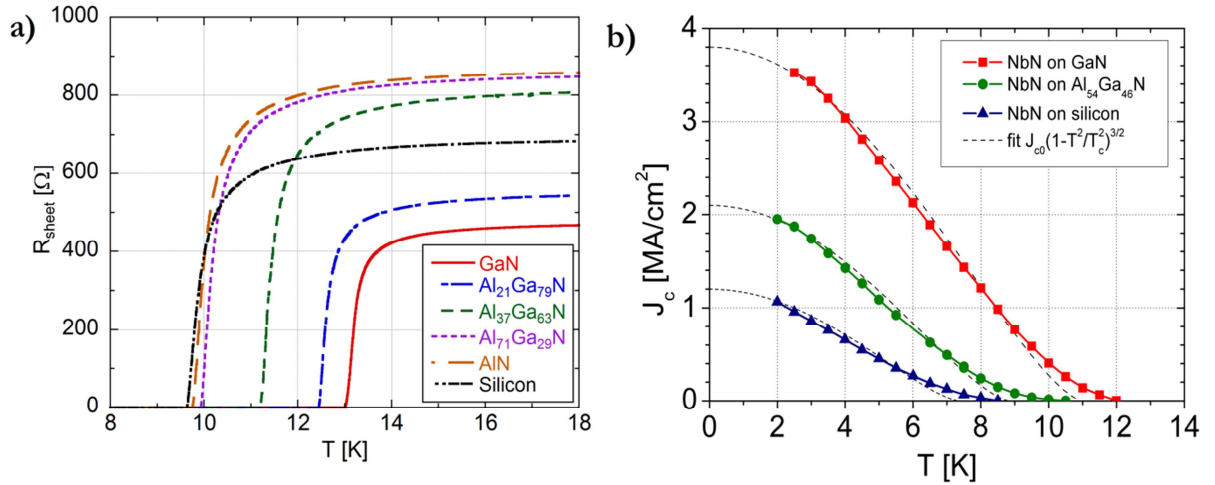 a)
1000
800
600
400
200
0
R_sheet [Ω]
8 10 12 14 16 18
T [K]
GaN
Al₂₁Ga₇₉N
Al₃₇Ga₆₃N
Al₇₁Ga₂₉N
AlN
Silicon
b)
4
3
2
1
0
J_c [MA/cm²]
0 2 4 6 8 10 12 14
T [K]
NbN on GaN
NbN on Al₅₄Ga₄₆N
NbN on silicon
fit J_c0(1-T²/T_c²)^3/2